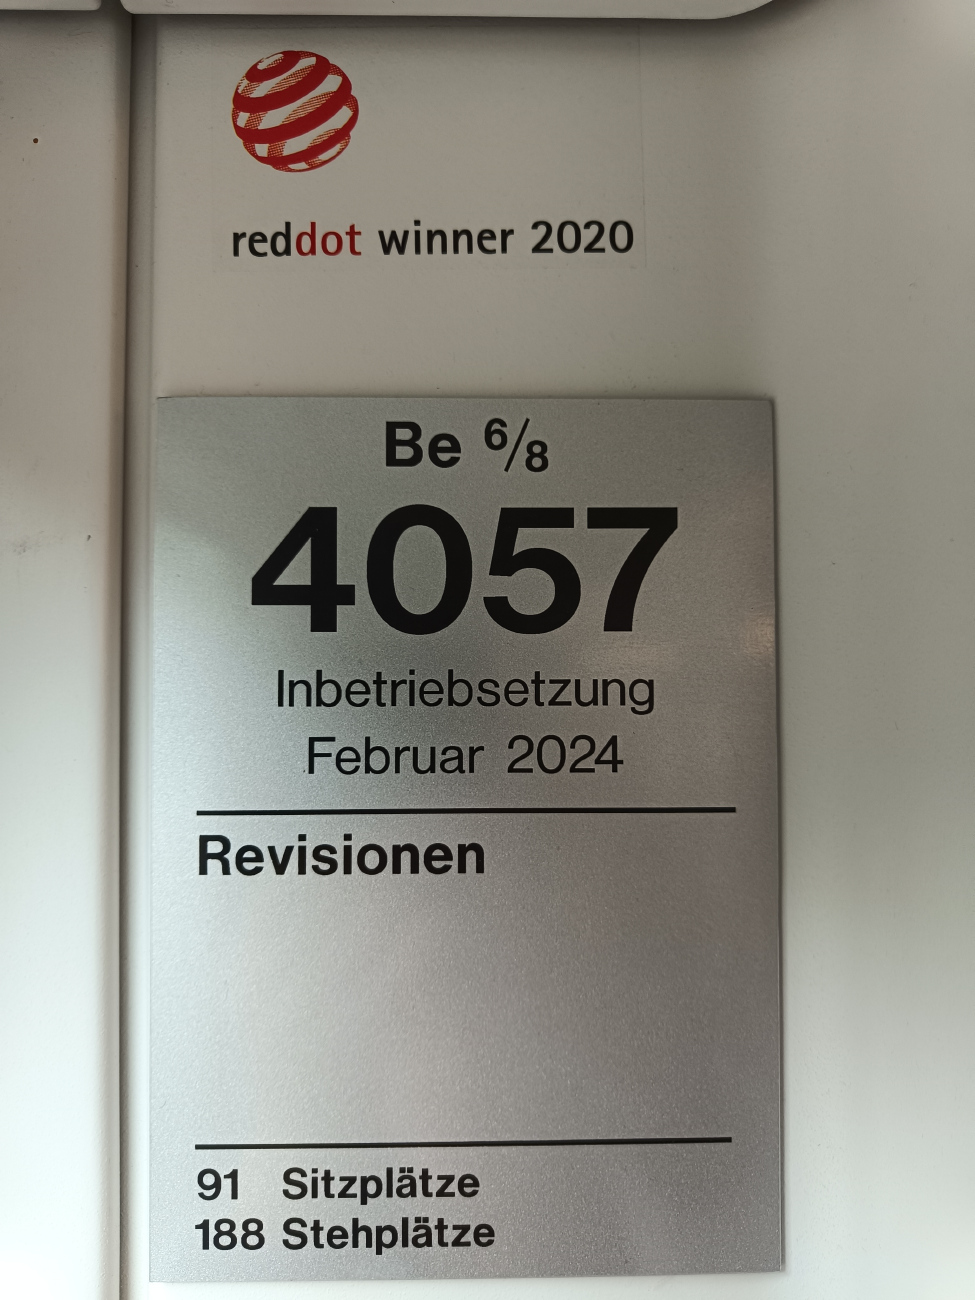 reddot winner 2020
Be 6/8
4057
Inbetriebsetzung
Februar 2024
Revisionen
91 Sitzplätze
188 Stehplätze